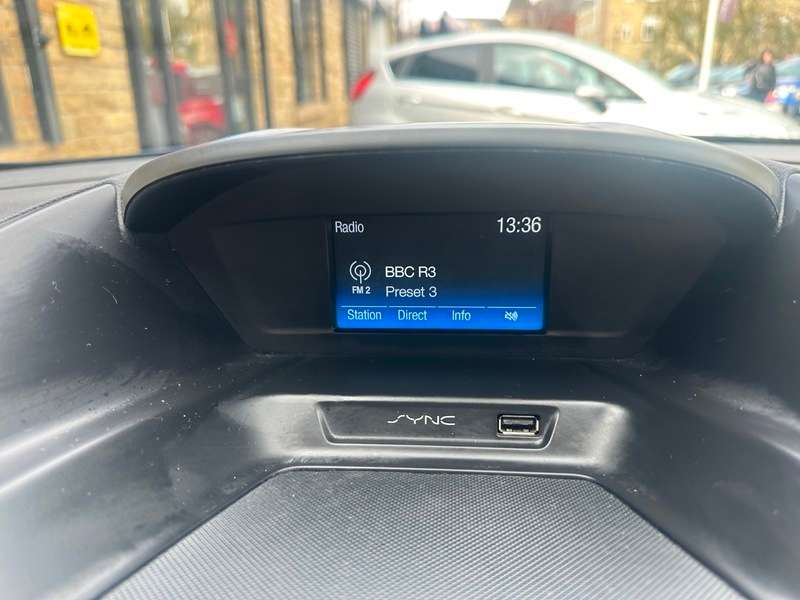 Radio 13:36
BBC R3
FM 2 Preset 3
Station Direct Info
SYNC